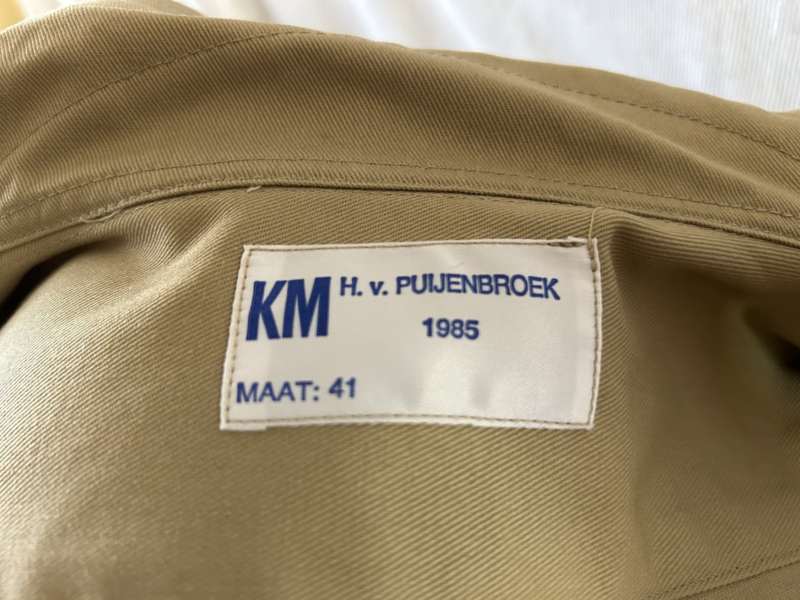 KM H. v. PUIJENBROEK
1985
MAAT: 41